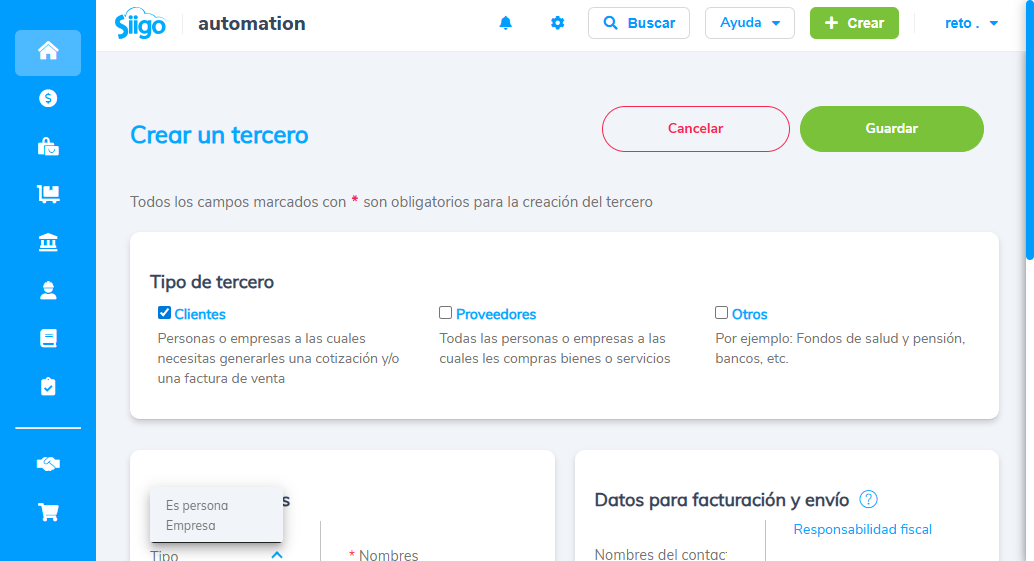 Siigo
automation
Buscar
Ayuda
Crear
reto .
Crear un tercero
Cancelar
Guardar
Todos los campos marcados con * son obligatorios para la creación del tercero
Tipo de tercero
Clientes
Personas o empresas a las cuales
necesitas generarles una cotización y/o
una factura de venta
Proveedores
Todas las personas o empresas a las
cuales les compras bienes o servicios
Otros
Por ejemplo: Fondos de salud y pensión,
bancos, etc.
s
Es persona
Empresa
Tipo
* Nombres
Datos para facturación y envío ?
Nombres del contac
Responsabilidad fiscal